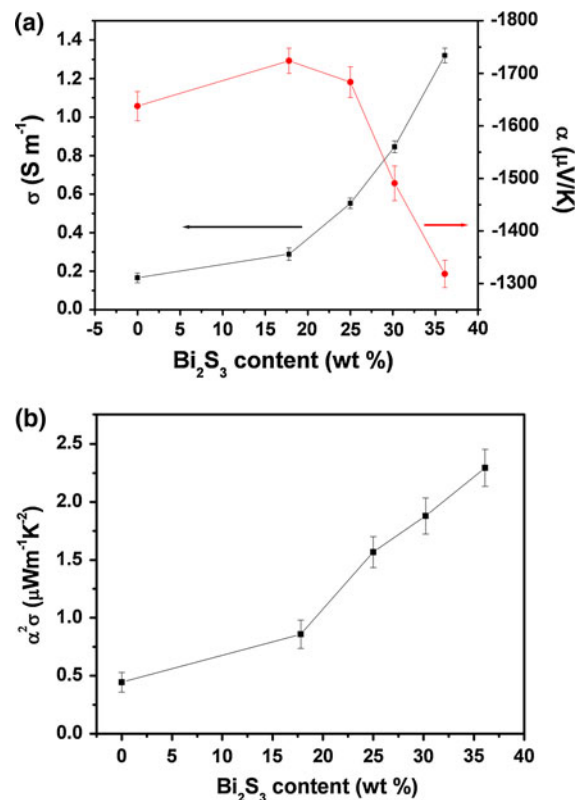 (a)
1.4
1.2
1.0
0.8
0.6
0.4
0.2
0.0
σ (S m⁻¹)
-1800
-1700
-1600
-1500
-1400
-1300
α (μV/K)
-5 0 5 10 15 20 25 30 35 40
Bi₂S₃ content (wt %)
(b)
2.5
2.0
1.5
1.0
0.5
0.0
α²σ (μWm⁻¹K⁻²)
0 5 10 15 20 25 30 35 40
Bi₂S₃ content (wt %)